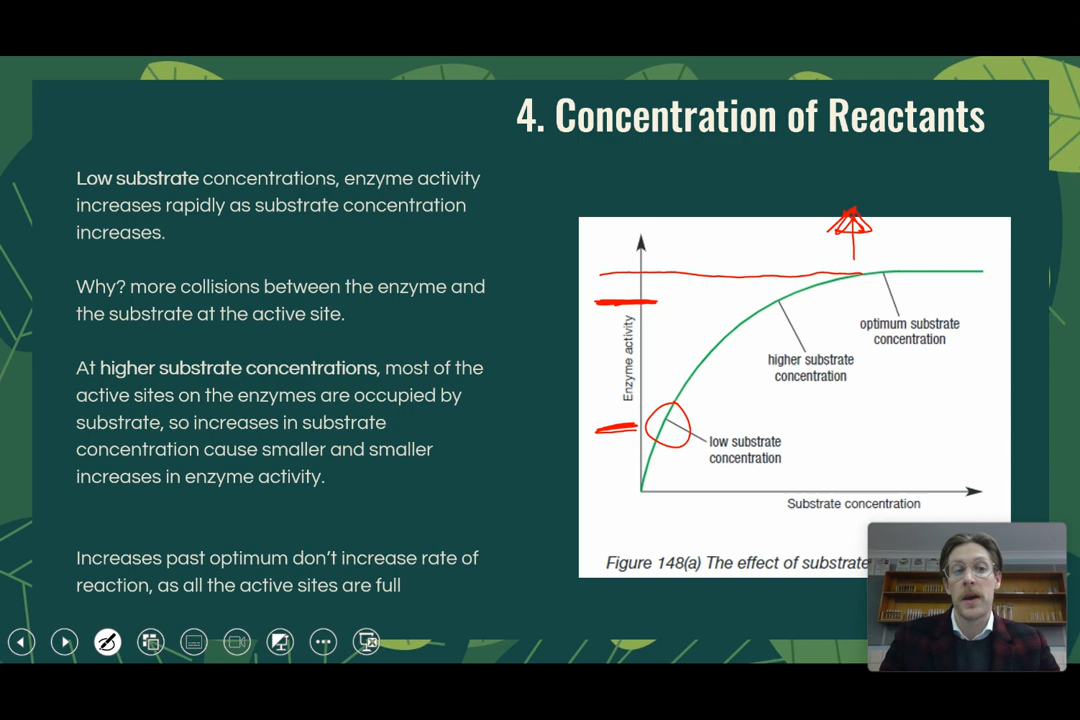 4. Concentration of Reactants
Low substrate concentrations, enzyme activity
increases rapidly as substrate concentration
increases.
Why? more collisions between the enzyme and
the substrate at the active site.
At higher substrate concentrations, most of the
active sites on the enzymes are occupied by
substrate, so increases in substrate
concentration cause smaller and smaller
increases in enzyme activity.
Increases past optimum don't increase rate of
reaction, as all the active sites are full
Enzyme activity
optimum substrate
concentration
higher substrate
concentration
low substrate
concentration
Substrate concentration
Figure 148(a) The effect of substrate